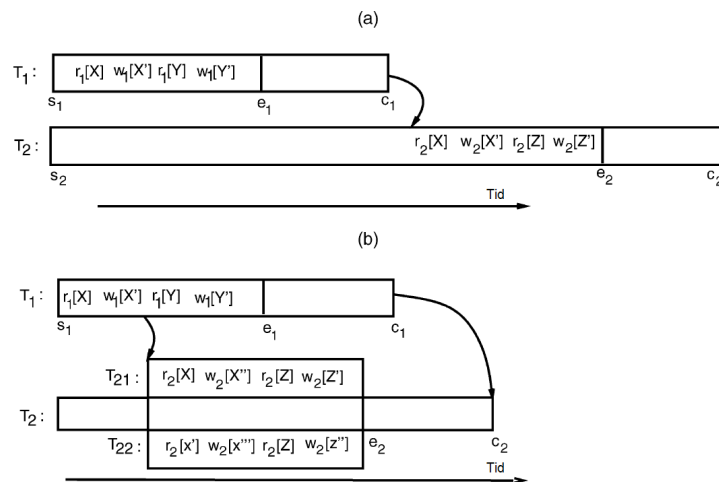 (a)
T1 : r1[X] w1[X'] r1[Y] w1[Y']
s1 e1 c1
T2 : r2[X] w2[X'] r2[Z] w2[Z']
s2 e2 c2
Tid
(b)
T1 : r1[X] w1[X'] r1[Y] w1[Y']
s1 e1 c1
T21 : r2[X] w2[X''] r2[Z] w2[Z']
T2 :
T22 : r2[x'] w2[x'''] r2[Z] w2[z''] e2 c2
Tid